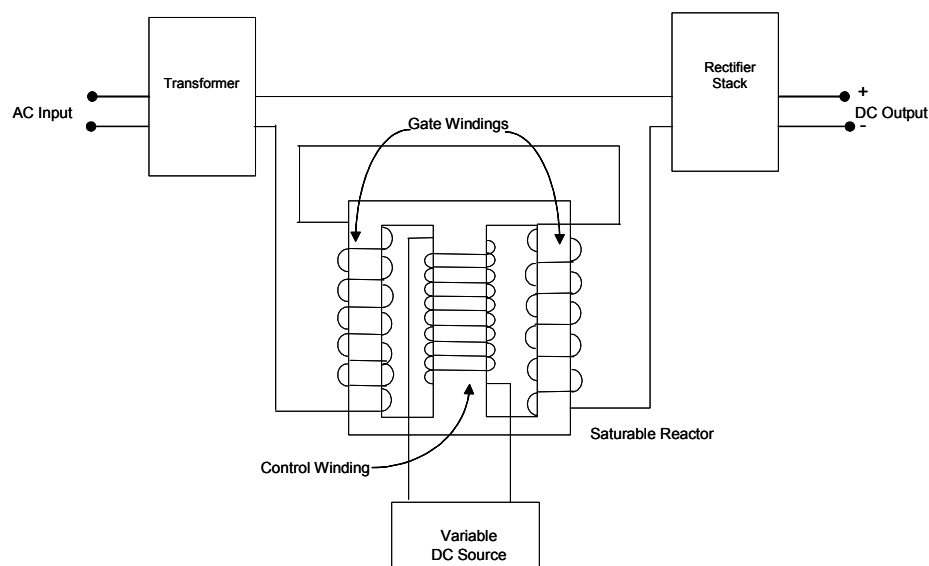 Transformer
Rectifier
Stack
AC Input
+
DC Output
-
Gate Windings
Saturable Reactor
Control Winding
Variable
DC Source